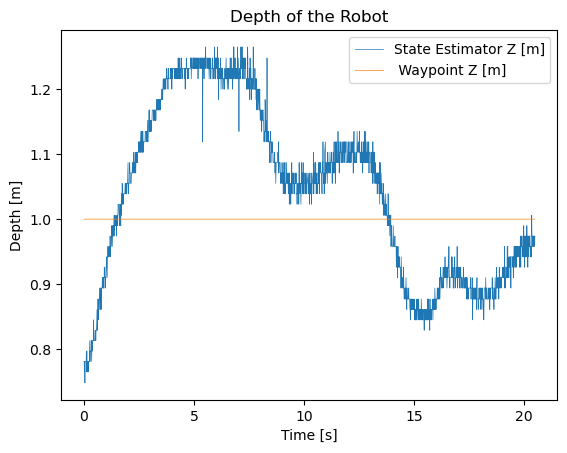 Depth of the Robot
State Estimator Z [m]
Waypoint Z [m]
Depth [m]
1.2
1.1
1.0
0.9
0.8
0
5
10
15
20
Time [s]